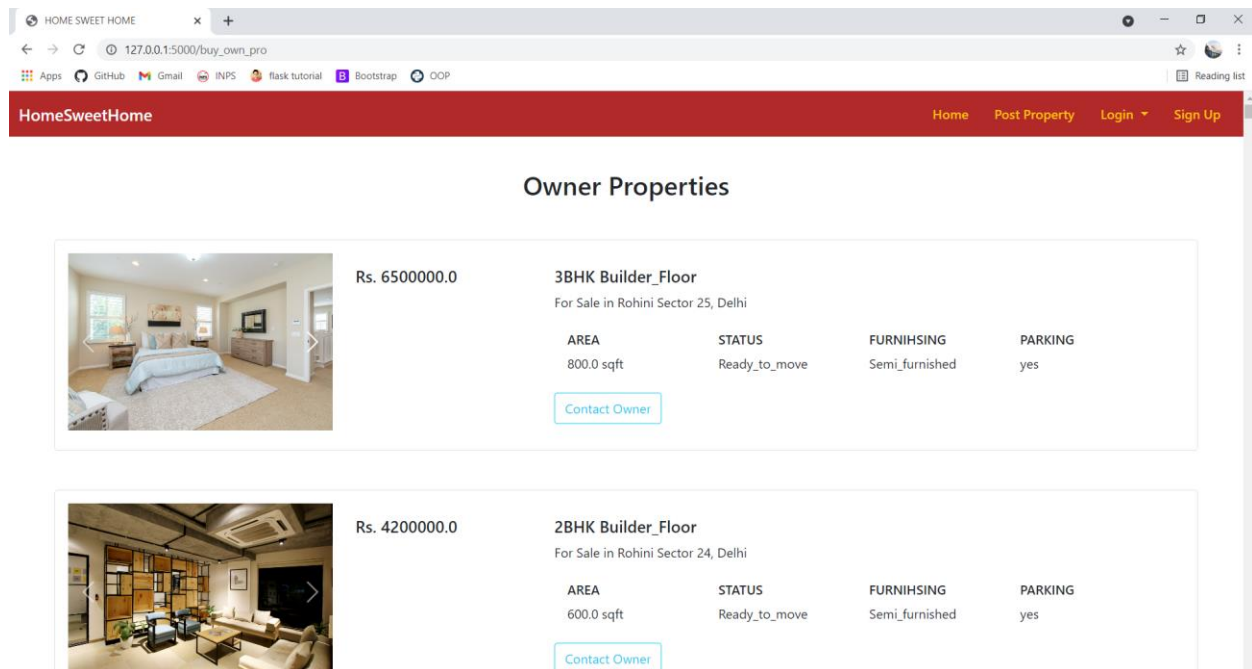 HOME SWEET HOME
127.0.0.1:5000/buy_own_pro
Apps GitHub Gmail INPS flask tutorial B Bootstrap OOP Reading list
HomeSweetHome Home Post Property Login Sign Up
Owner Properties
Rs. 6500000.0 3BHK Builder_Floor
For Sale in Rohini Sector 25, Delhi
AREA STATUS FURNIHSING PARKING
800.0 sqft Ready_to_move Semi_furnished yes
Contact Owner
Rs. 4200000.0 2BHK Builder_Floor
For Sale in Rohini Sector 24, Delhi
AREA STATUS FURNIHSING PARKING
600.0 sqft Ready_to_move Semi_furnished yes
Contact Owner